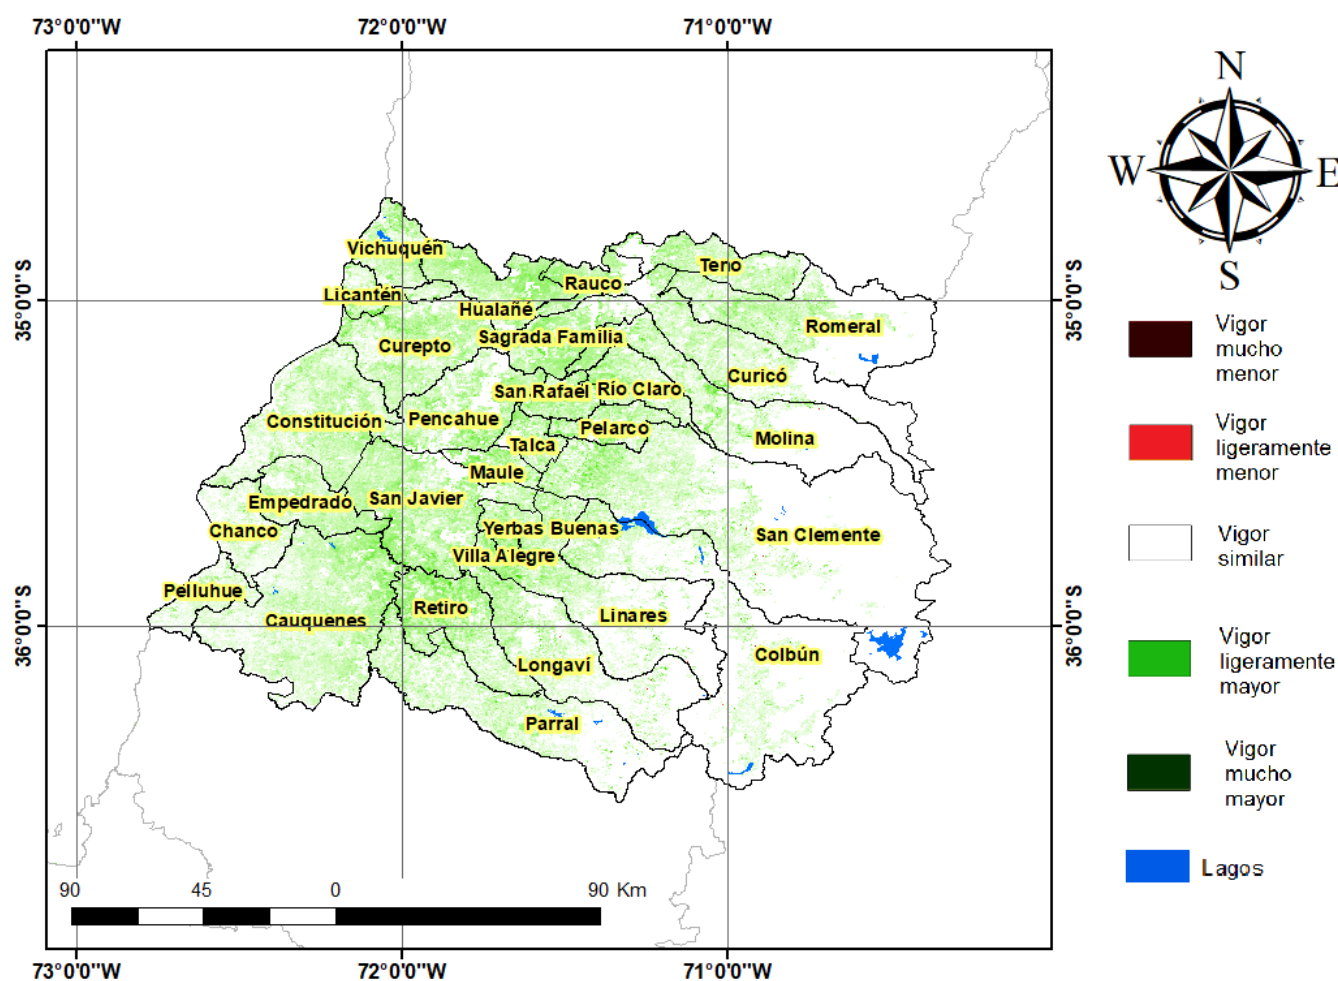 73°0'0"W
72°0'0"W
71°0'0"W
N
W
E
S
35°0'0"S
35°0'0"S
36°0'0"S
36°0'0"S
Vichuquén
Teno
Rauco
Licantén
Hualañé
Romeral
Sagrada Familia
Curepto
Curicó
San Rafaél
Río Claro
Constitución
Pencahue
Pelarco
Molina
Talca
Maule
San Javier
Empedrado
Chanco
Yerbas Buenas
San Clemente
Villa Alegre
Pelluhue
Retiro
Linares
Cauquenes
Colbún
Longaví
Parral
Vigor
mucho
menor
Vigor
ligeramente
menor
Vigor
similar
Vigor
ligeramente
mayor
Vigor
mucho
mayor
Lagos
90
45
0
90 Km
73°0'0"W
72°0'0"W
71°0'0"W